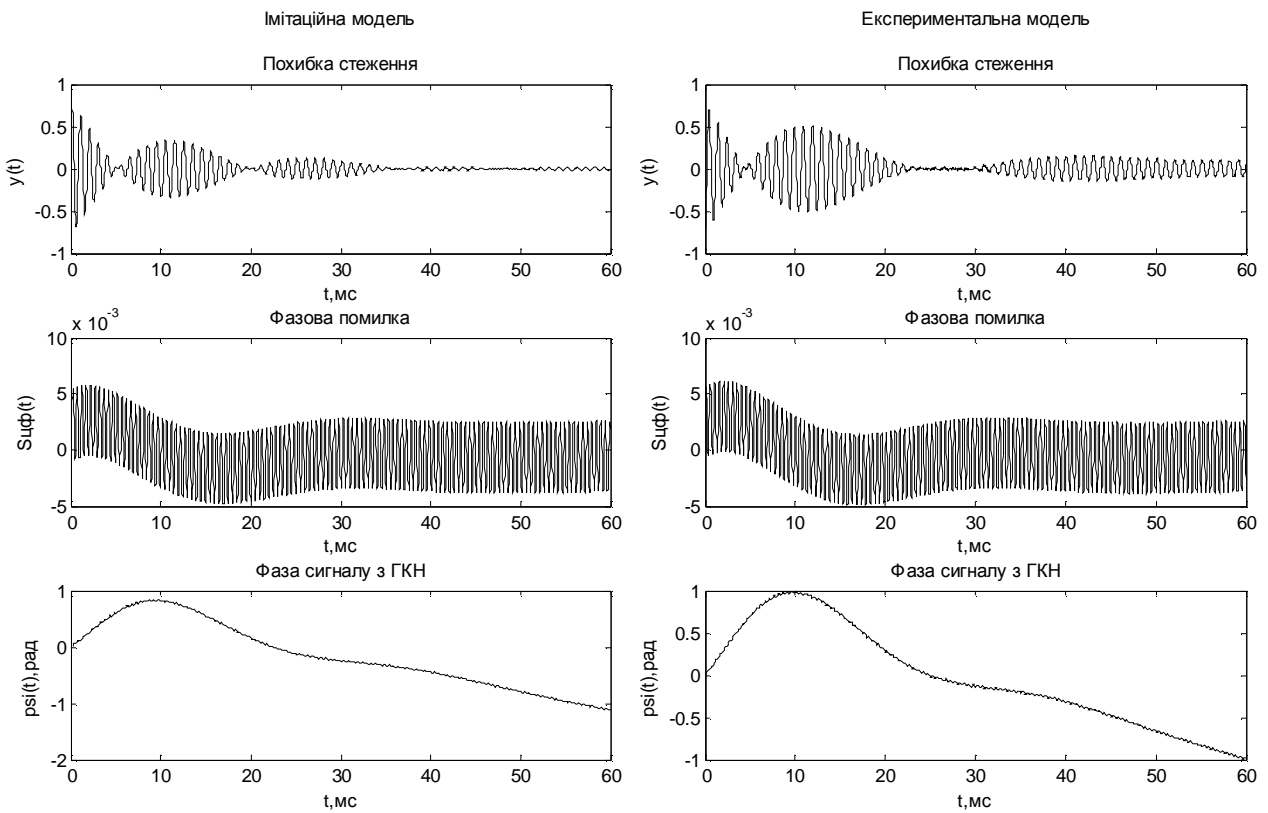 Імітаційна модель
Похибка стеження
1
0.5
0
-0.5
-1
y(t)
0 10 20 30 40 50 60
t,мс
x 10^-3
Фазова помилка
10
5
0
-5
Sцф(t)
0 10 20 30 40 50 60
t,мс
Фаза сигналу з ГКН
1
0
-1
-2
psi(t),рад
0 10 20 30 40 50 60
t,мс
Експериментальна модель
Похибка стеження
1
0.5
0
-0.5
-1
y(t)
0 10 20 30 40 50 60
t,мс
x 10^-3
Фазова помилка
10
5
0
-5
Sцф(t)
0 10 20 30 40 50 60
t,мс
Фаза сигналу з ГКН
1
0.5
0
-0.5
-1
psi(t),рад
0 10 20 30 40 50 60
t,мс